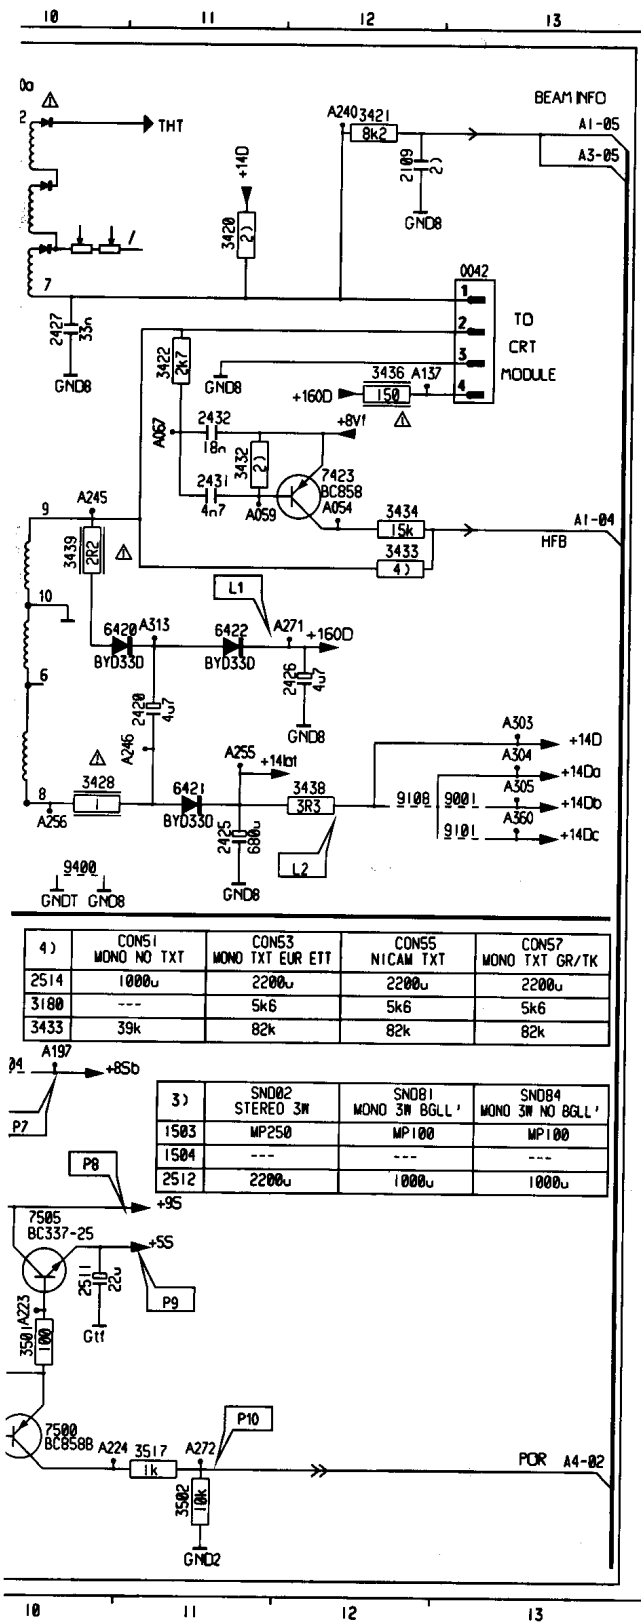 10 11 12 13
0a
BEAM INFO
2
THT
A240 3421
8k2
A1-05
A3-05
+14D
2109
2)
GND8
3420
2)
7
0042
1
2
3
4
TO
CRT
MODULE
2427
33n
GND8
3422
2k7
GND8
3436
150
A137
+160D
A067
2432
18n
+8Vf
3432
2)
2431
4n7
A059
7423
BC858
A054
9
A245
3434
15k
A1-04
HFB
3439
2R2
3433
4)
10
L1
6420
BYD33D
A313
6422
BYD33D
A271
+160D
6
2420
4u7
2426
4u7
GND8
A246
A255
+14lot
A303
+14D
A304
+14Da
8
3428
1
A256
6421
BYD33D
3438
3R3
9108
9001
A305
+14Db
9101
A360
+14Dc
2425
680u
L2
9400
GNDT GND8
GND8
4) CON51 MONO NO TXT CON53 MONO TXT EUR ETT CON55 NICAM TXT CON57 MONO TXT GR/TK
2514 1000u 2200u 2200u 2200u
3180 --- 5k6 5k6 5k6
3433 39k 82k 82k 82k
04
A197
+8Sb
P7
3) SND02 STEREO 3W SND81 MONO 3W BGLL' SND84 MONO 3W NO BGLL'
1503 MP250 MP100 MP100
1504 --- --- ---
2512 2200u 1000u 1000u
P8
+9S
7505
BC337-25
+5S
2511
22u
P9
A223
Gtf
3501
100
7500
BC858B
A224
3517
1k
A272
P10
POR A4-02
3502
10k
GND2
10 11 12 13